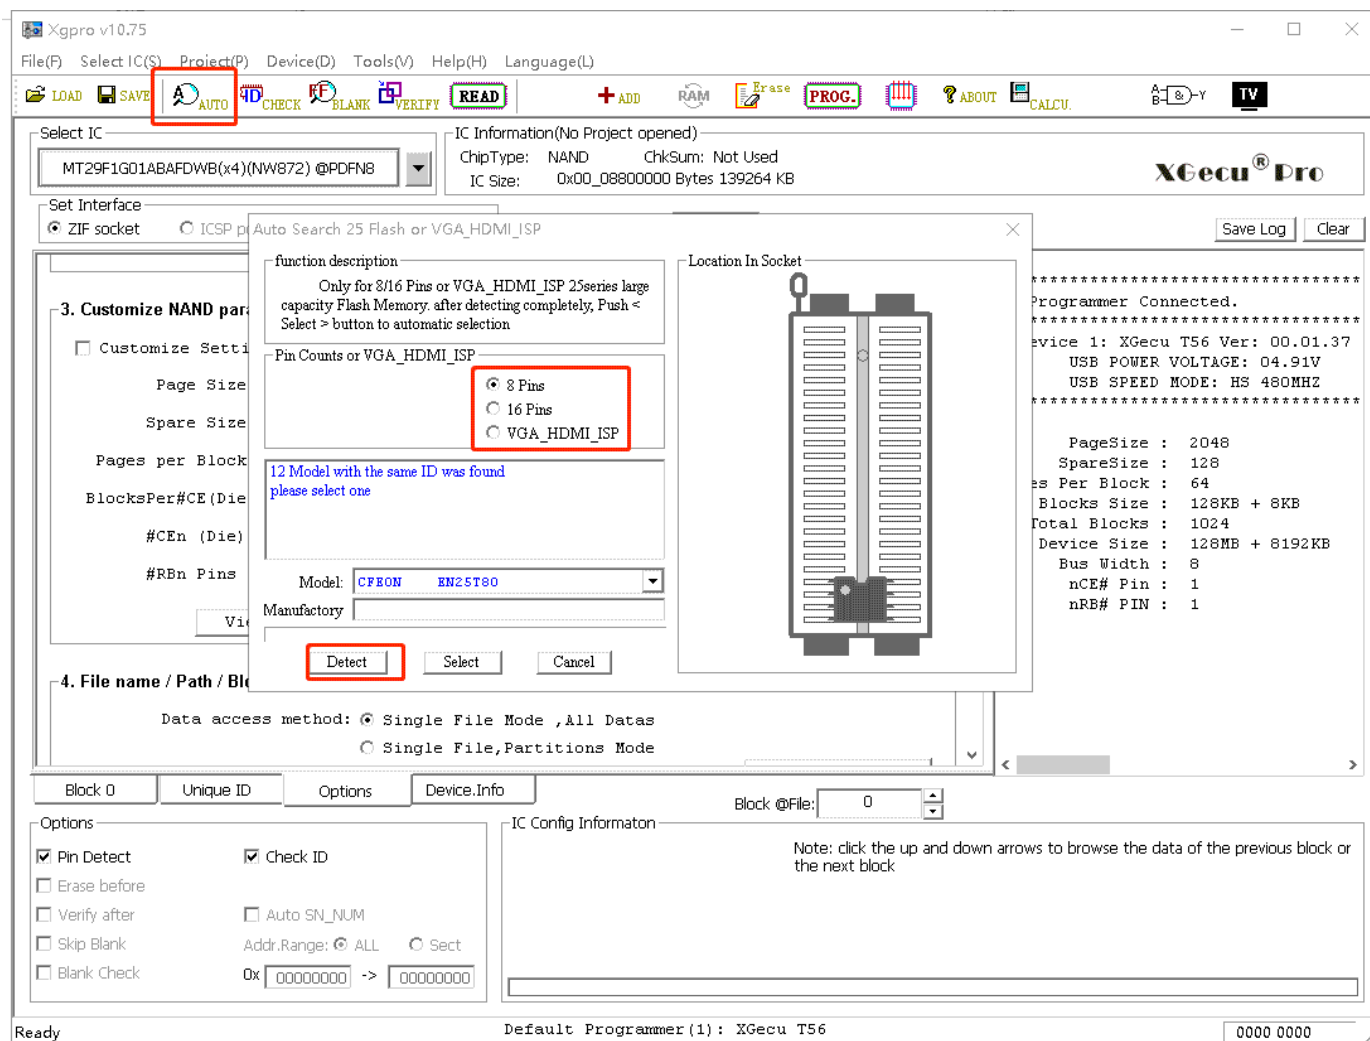 Xgpro v10.75
File(F) Select IC(S) Project(P) Device(D) Tools(V) Help(H) Language(L)
LOAD SAVE AUTO CHECK BLANK VERIFY READ ADD RAM Erase PROG. ABOUT CALCU. TV
Select IC
MT29F1G01ABAFDWB(x4)(NW872) @PDFN8
IC Information(No Project opened)
ChipType: NAND ChkSum: Not Used
IC Size: 0x00_08800000 Bytes 139264 KB
XGecu® Pro
Set Interface
ZIF socket ICSP
Save Log Clear
Auto Search 25 Flash or VGA_HDMI_ISP
function description
Only for 8/16 Pins or VGA_HDMI_ISP 25series large
capacity Flash Memory. after detecting completely, Push <
Select > button to automatic selection
Pin Counts or VGA_HDMI_ISP
8 Pins
16 Pins
VGA_HDMI_ISP
12 Model with the same ID was found
please select one
Model: CFEON EN25T80
Manufactory
Detect Select Cancel
Location In Socket
3. Customize NAND par
Customize Setti
Page Size
Spare Size
Pages per Block
BlocksPer#CE(Die
#CEn (Die)
#RBn Pins
Vi
4. File name / Path / Bl
Data access method: Single File Mode ,All Datas
Single File,Partitions Mode
*********************************
Programmer Connected.
*********************************
evice 1: XGecu T56 Ver: 00.01.37
USB POWER VOLTAGE: 04.91V
USB SPEED MODE: HS 480MHZ
*********************************
PageSize : 2048
SpareSize : 128
es Per Block : 64
Blocks Size : 128KB + 8KB
Total Blocks : 1024
Device Size : 128MB + 8192KB
Bus Width : 8
nCE# Pin : 1
nRB# PIN : 1
Block 0 Unique ID Options Device.Info
Block @File: 0
Options
Pin Detect Check ID
Erase before
Verify after Auto SN_NUM
Skip Blank Addr.Range: ALL Sect
Blank Check 0x 00000000 -> 00000000
IC Config Informaton
Note: click the up and down arrows to browse the data of the previous block or
the next block
Ready Default Programmer(1): XGecu T56 0000 0000